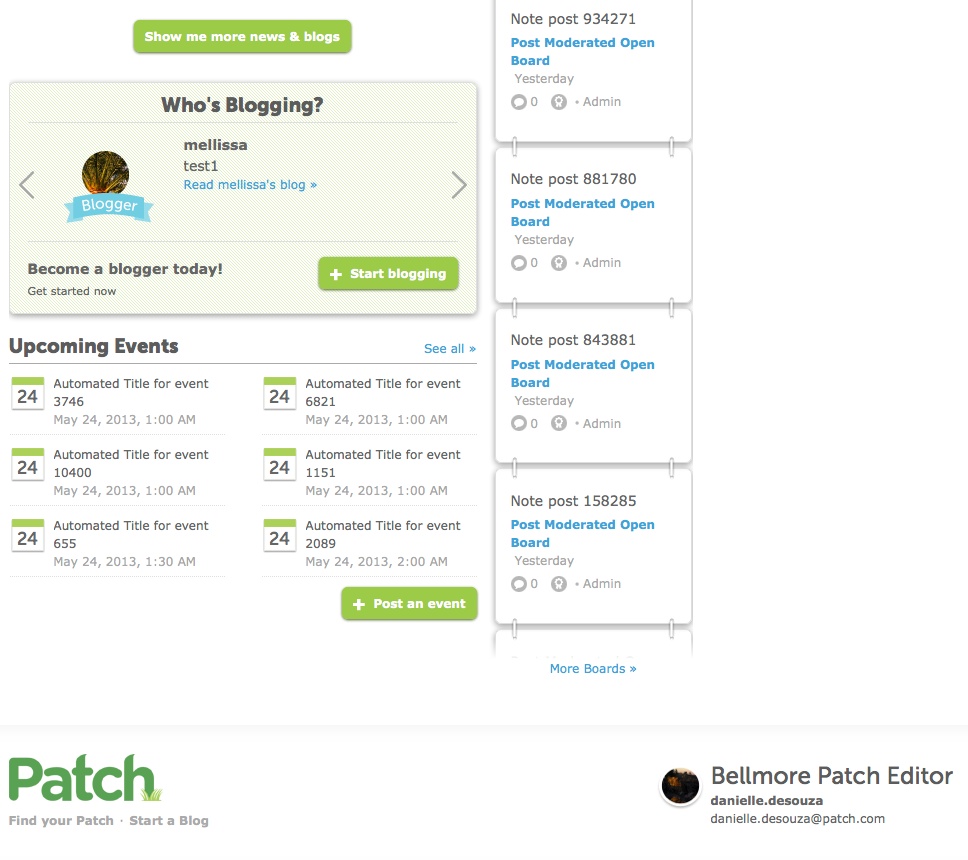 Show me more news & blogs
Who's Blogging?
mellissa
test1
Read mellissa's blog »
Blogger
Become a blogger today!
Get started now
+ Start blogging
Upcoming Events
See all »
24
Automated Title for event
3746
May 24, 2013, 1:00 AM
24
Automated Title for event
6821
May 24, 2013, 1:00 AM
24
Automated Title for event
10400
May 24, 2013, 1:00 AM
24
Automated Title for event
1151
May 24, 2013, 1:00 AM
24
Automated Title for event
655
May 24, 2013, 1:30 AM
24
Automated Title for event
2089
May 24, 2013, 2:00 AM
+ Post an event
Note post 934271
Post Moderated Open
Board
Yesterday
0 • Admin
Note post 881780
Post Moderated Open
Board
Yesterday
0 • Admin
Note post 843881
Post Moderated Open
Board
Yesterday
0 • Admin
Note post 158285
Post Moderated Open
Board
Yesterday
0 • Admin
More Boards »
Patch
Find your Patch · Start a Blog
Bellmore Patch Editor
danielle.desouza
danielle.desouza@patch.com